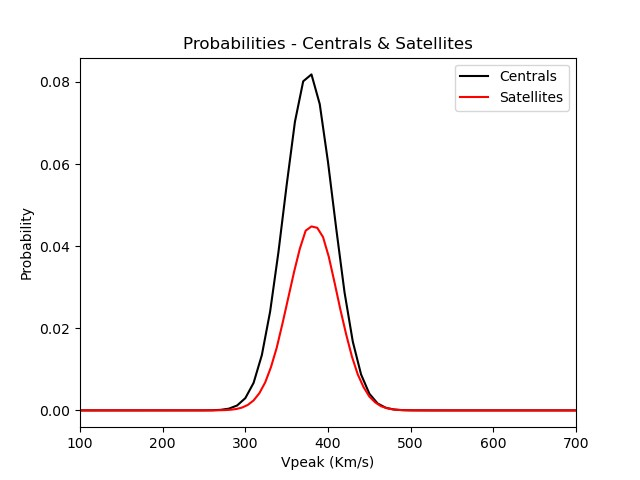 Probabilities - Centrals & Satellites
Centrals
Satellites
0.08
0.06
0.04
0.02
0.00
Probability
100 200 300 400 500 600 700
Vpeak (Km/s)